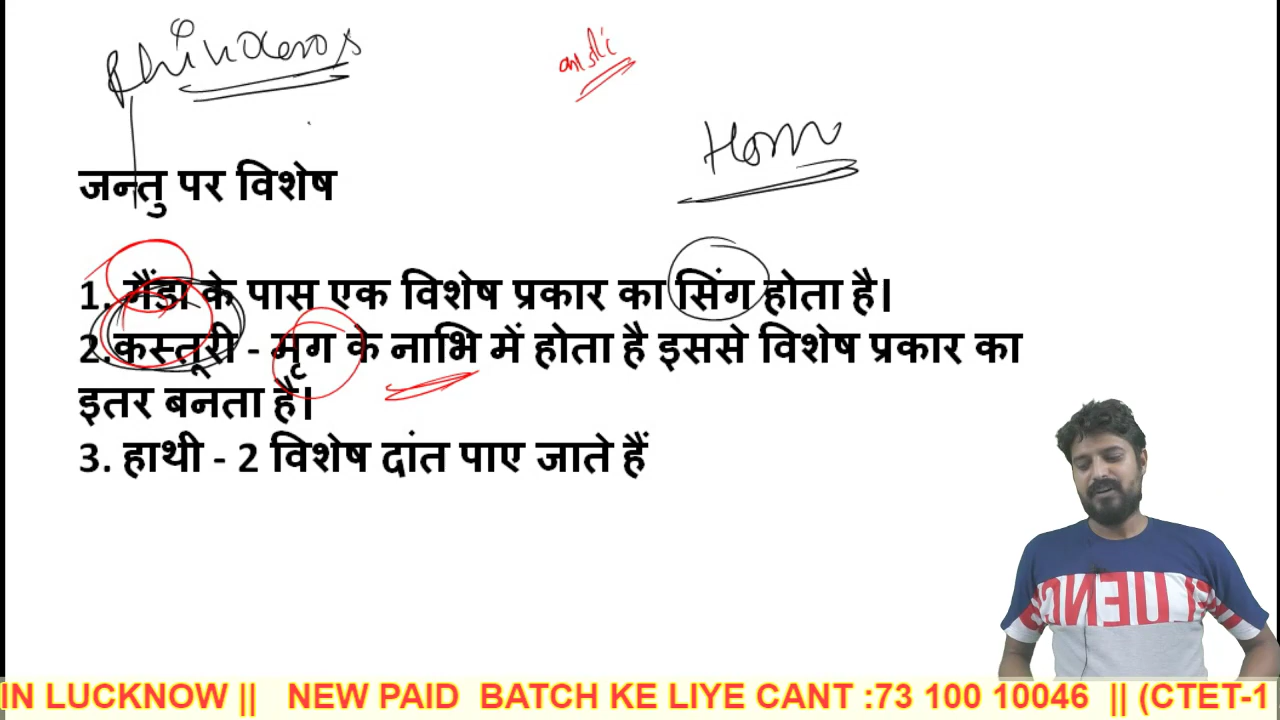 Rhinoceros
Horn
जन्तु पर विशेष
1. गैंडा के पास एक विशेष प्रकार का सिंग होता है।
2.कस्तूरी - मृग के नाभि में होता है इससे विशेष प्रकार का
इतर बनता है।
3. हाथी - 2 विशेष दांत पाए जाते हैं
IN LUCKNOW || NEW PAID BATCH KE LIYE CANT :73 100 10046 || (CTET-1